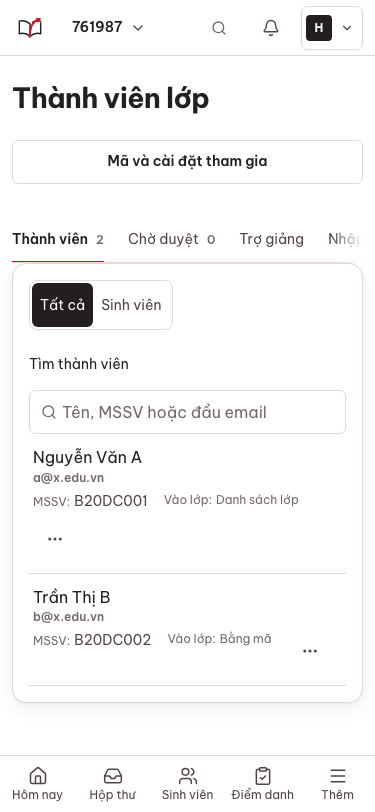 761987
H
Thành viên lớp
Mã và cài đặt tham gia
Thành viên 2 Chờ duyệt 0 Trợ giảng Nhập
Tất cả Sinh viên
Tìm thành viên
Tên, MSSV hoặc đầu email
Nguyễn Văn A
a@x.edu.vn
MSSV: B20DC001 Vào lớp: Danh sách lớp
Trần Thị B
b@x.edu.vn
MSSV: B20DC002 Vào lớp: Bằng mã
Hôm nay Hộp thư Sinh viên Điểm danh Thêm